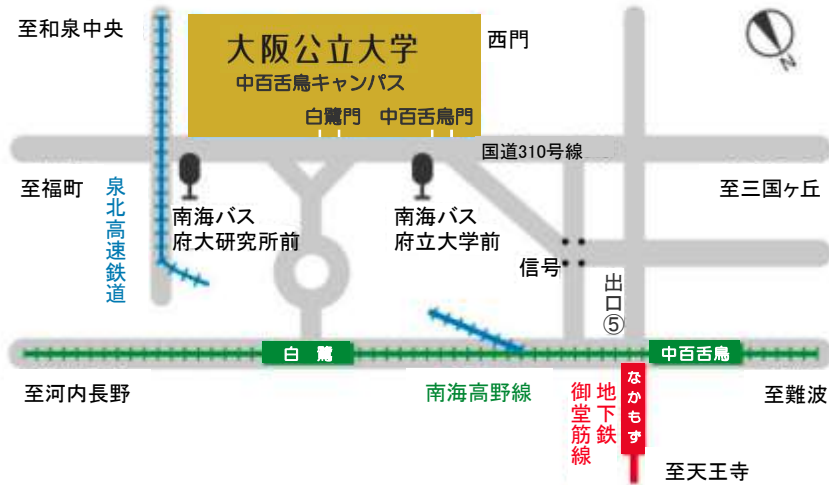 至和泉中央
大阪公立大学
中百舌鳥キャンパス
白鷺門
中百舌鳥門
西門
N
国道310号線
至福町
泉北高速鉄道
南海バス
府大研究所前
南海バス
府立大学前
至三国ヶ丘
信号
出口⑤
白鷺
中百舌鳥
至河内長野
南海高野線
地下鉄
御堂筋線
なかもず
至難波
至天王寺